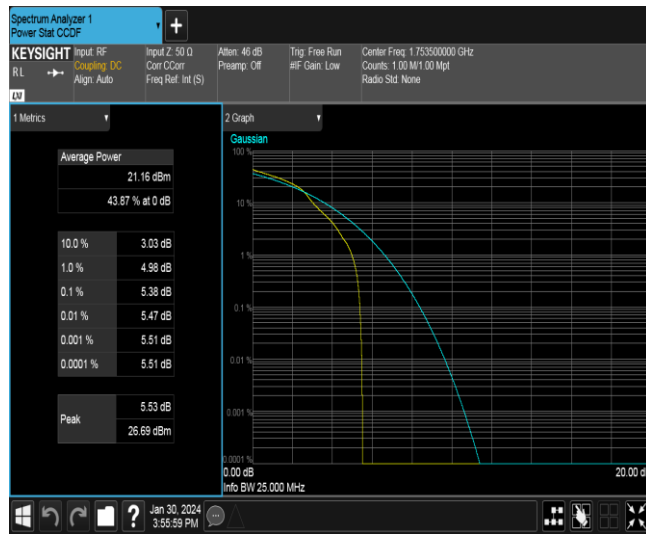 Spectrum Analyzer 1
Power Stat CCDF
+
KEYSIGHT
RL
LXI
Input: RF
Coupling: DC
Align: Auto
Input Z: 50 Ω
Corr CCorr
Freq Ref: Int (S)
Atten: 46 dB
Preamp: Off
Trig: Free Run
#IF Gain: Low
Center Freq: 1.753500000 GHz
Counts: 1.00 M/1.00 Mpt
Radio Std: None
1 Metrics
Average Power
21.16 dBm
43.87 % at 0 dB
10.0 % 3.03 dB
1.0 % 4.98 dB
0.1 % 5.38 dB
0.01 % 5.47 dB
0.001 % 5.51 dB
0.0001 % 5.51 dB
Peak
5.53 dB
26.69 dBm
2 Graph
Gaussian
100 %
10 %
1 %
0.1 %
0.01 %
0.001 %
0.0001 %
0.00 dB
20.00 d
Info BW 25.000 MHz
?
Jan 30, 2024
3:55:59 PM